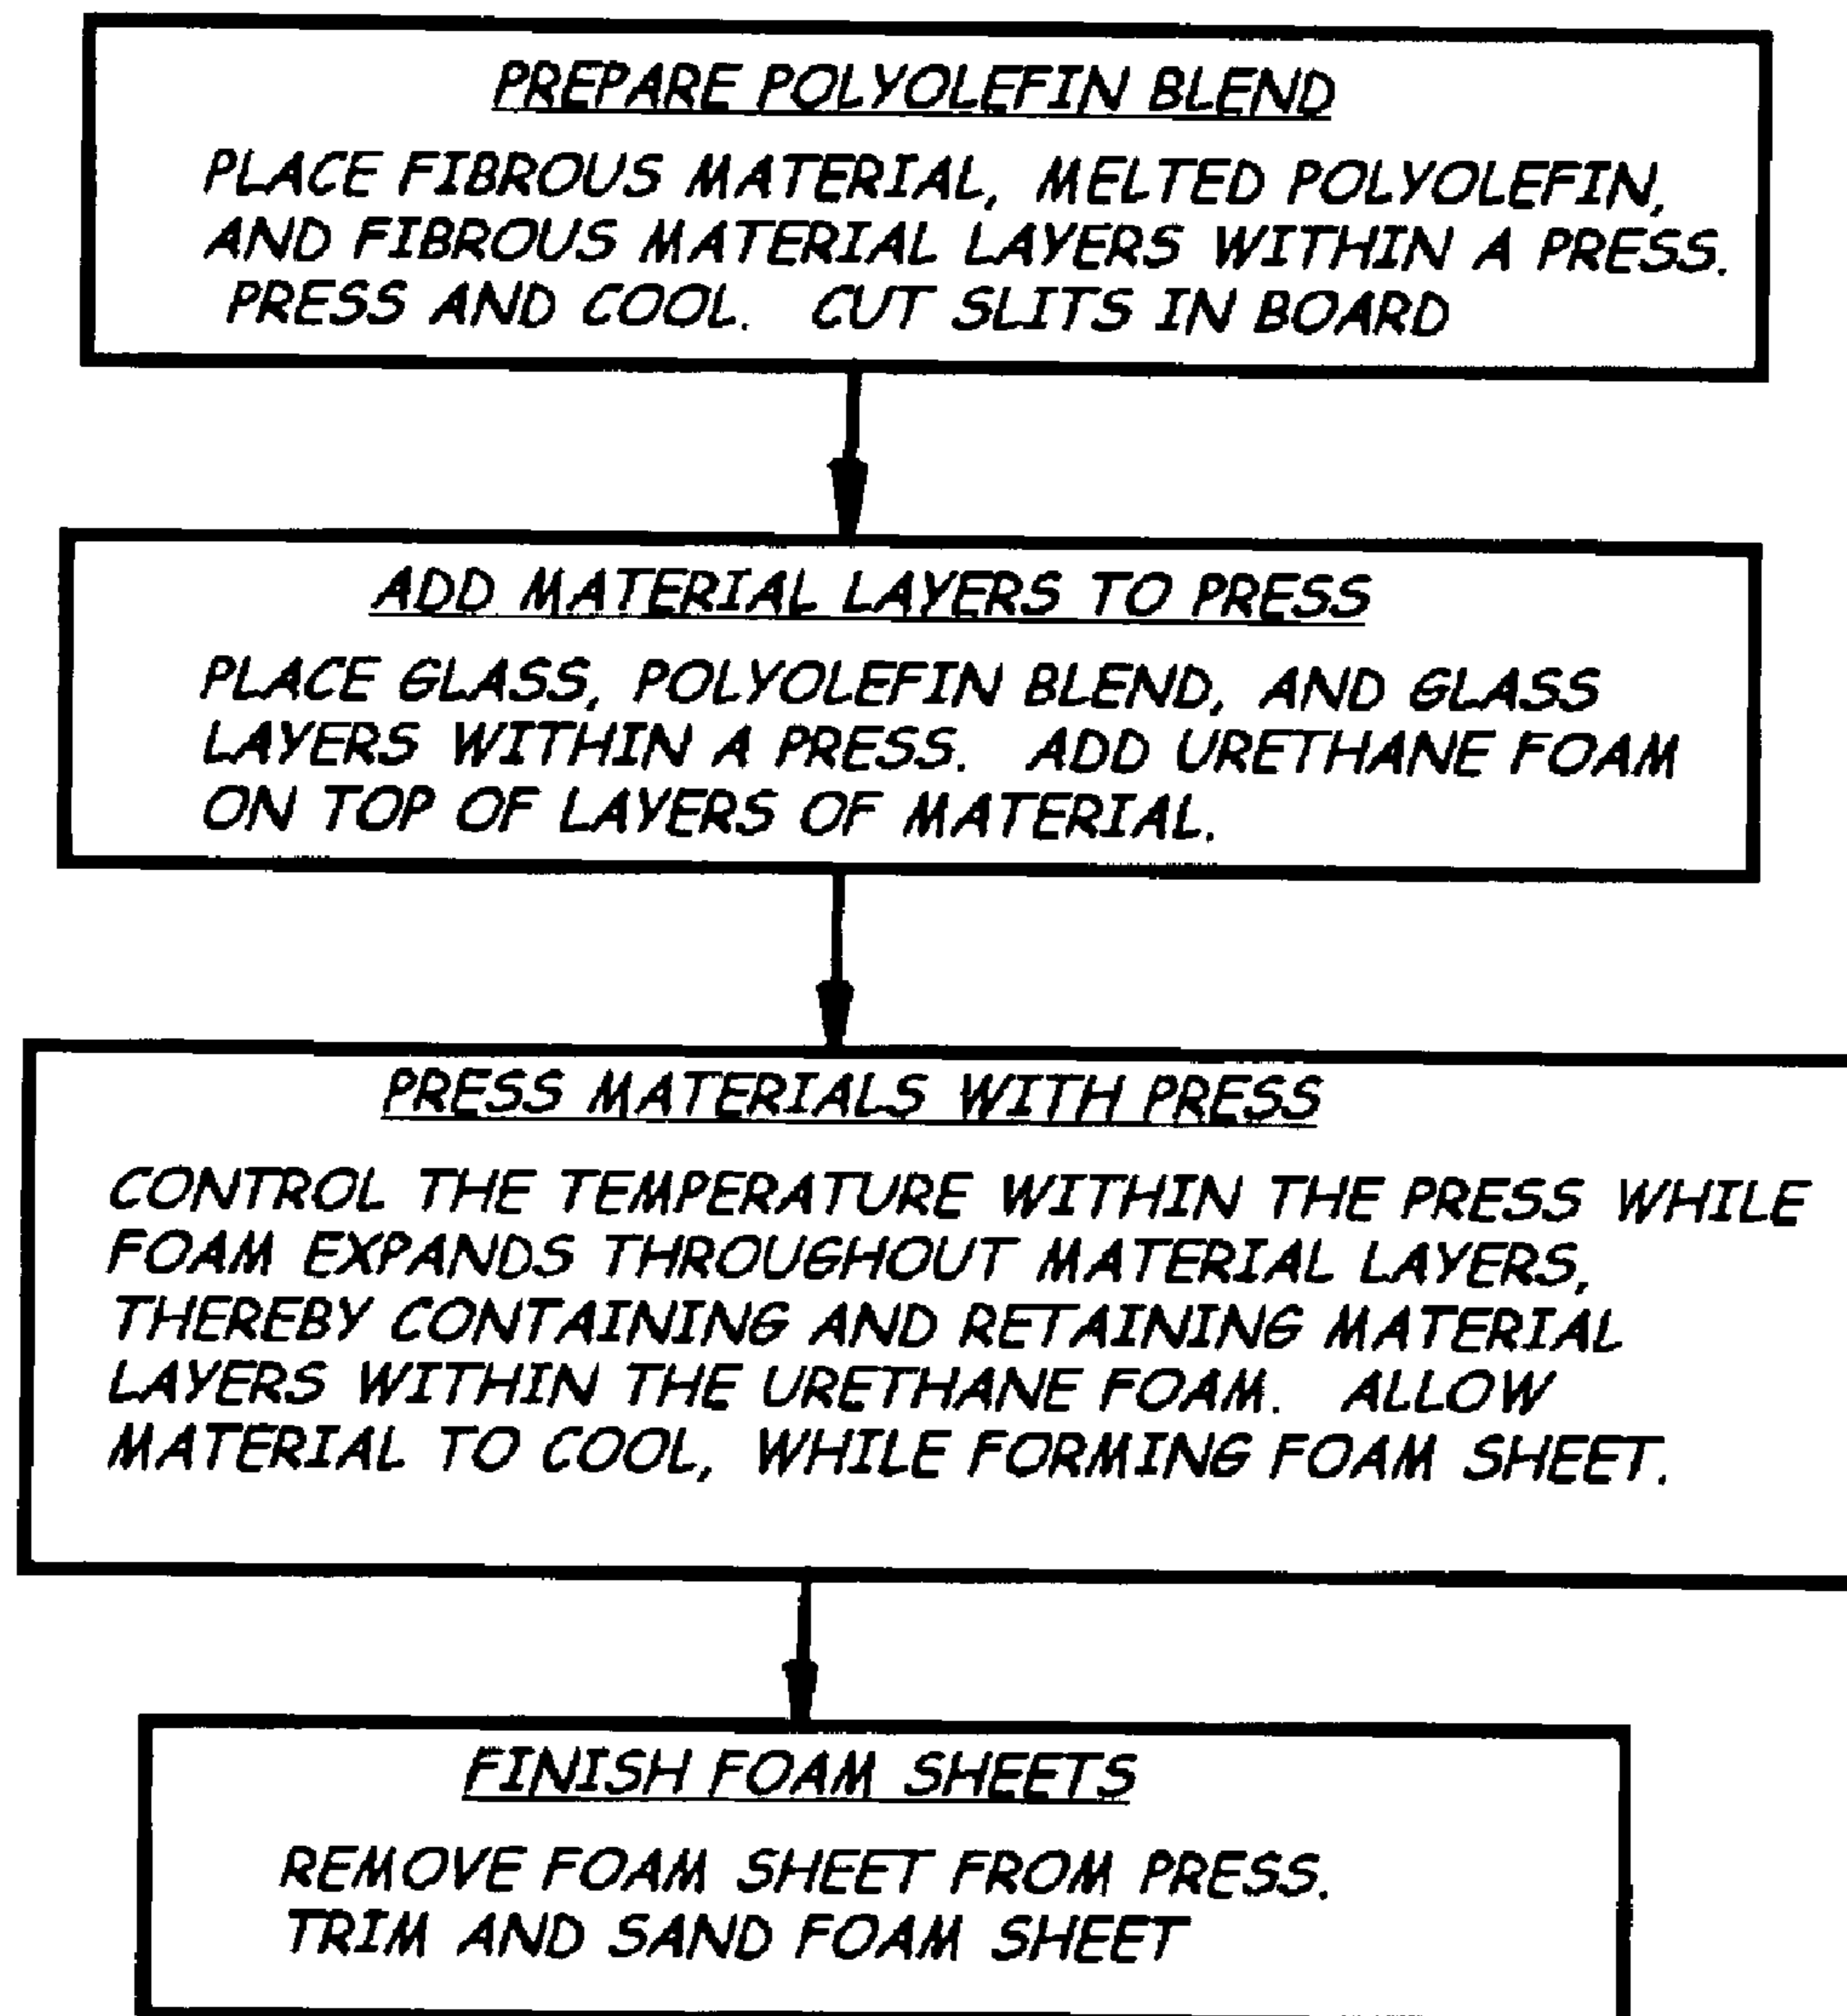 PREPARE POLYOLEFIN BLEND
PLACE FIBROUS MATERIAL, MELTED POLYOLEFIN,
AND FIBROUS MATERIAL LAYERS WITHIN A PRESS.
PRESS AND COOL. CUT SLITS IN BOARD
ADD MATERIAL LAYERS TO PRESS
PLACE GLASS, POLYOLEFIN BLEND, AND GLASS
LAYERS WITHIN A PRESS. ADD URETHANE FOAM
ON TOP OF LAYERS OF MATERIAL.
PRESS MATERIALS WITH PRESS
CONTROL THE TEMPERATURE WITHIN THE PRESS WHILE
FOAM EXPANDS THROUGHOUT MATERIAL LAYERS,
THEREBY CONTAINING AND RETAINING MATERIAL
LAYERS WITHIN THE URETHANE FOAM. ALLOW
MATERIAL TO COOL, WHILE FORMING FOAM SHEET.
FINISH FOAM SHEETS
REMOVE FOAM SHEET FROM PRESS.
TRIM AND SAND FOAM SHEET